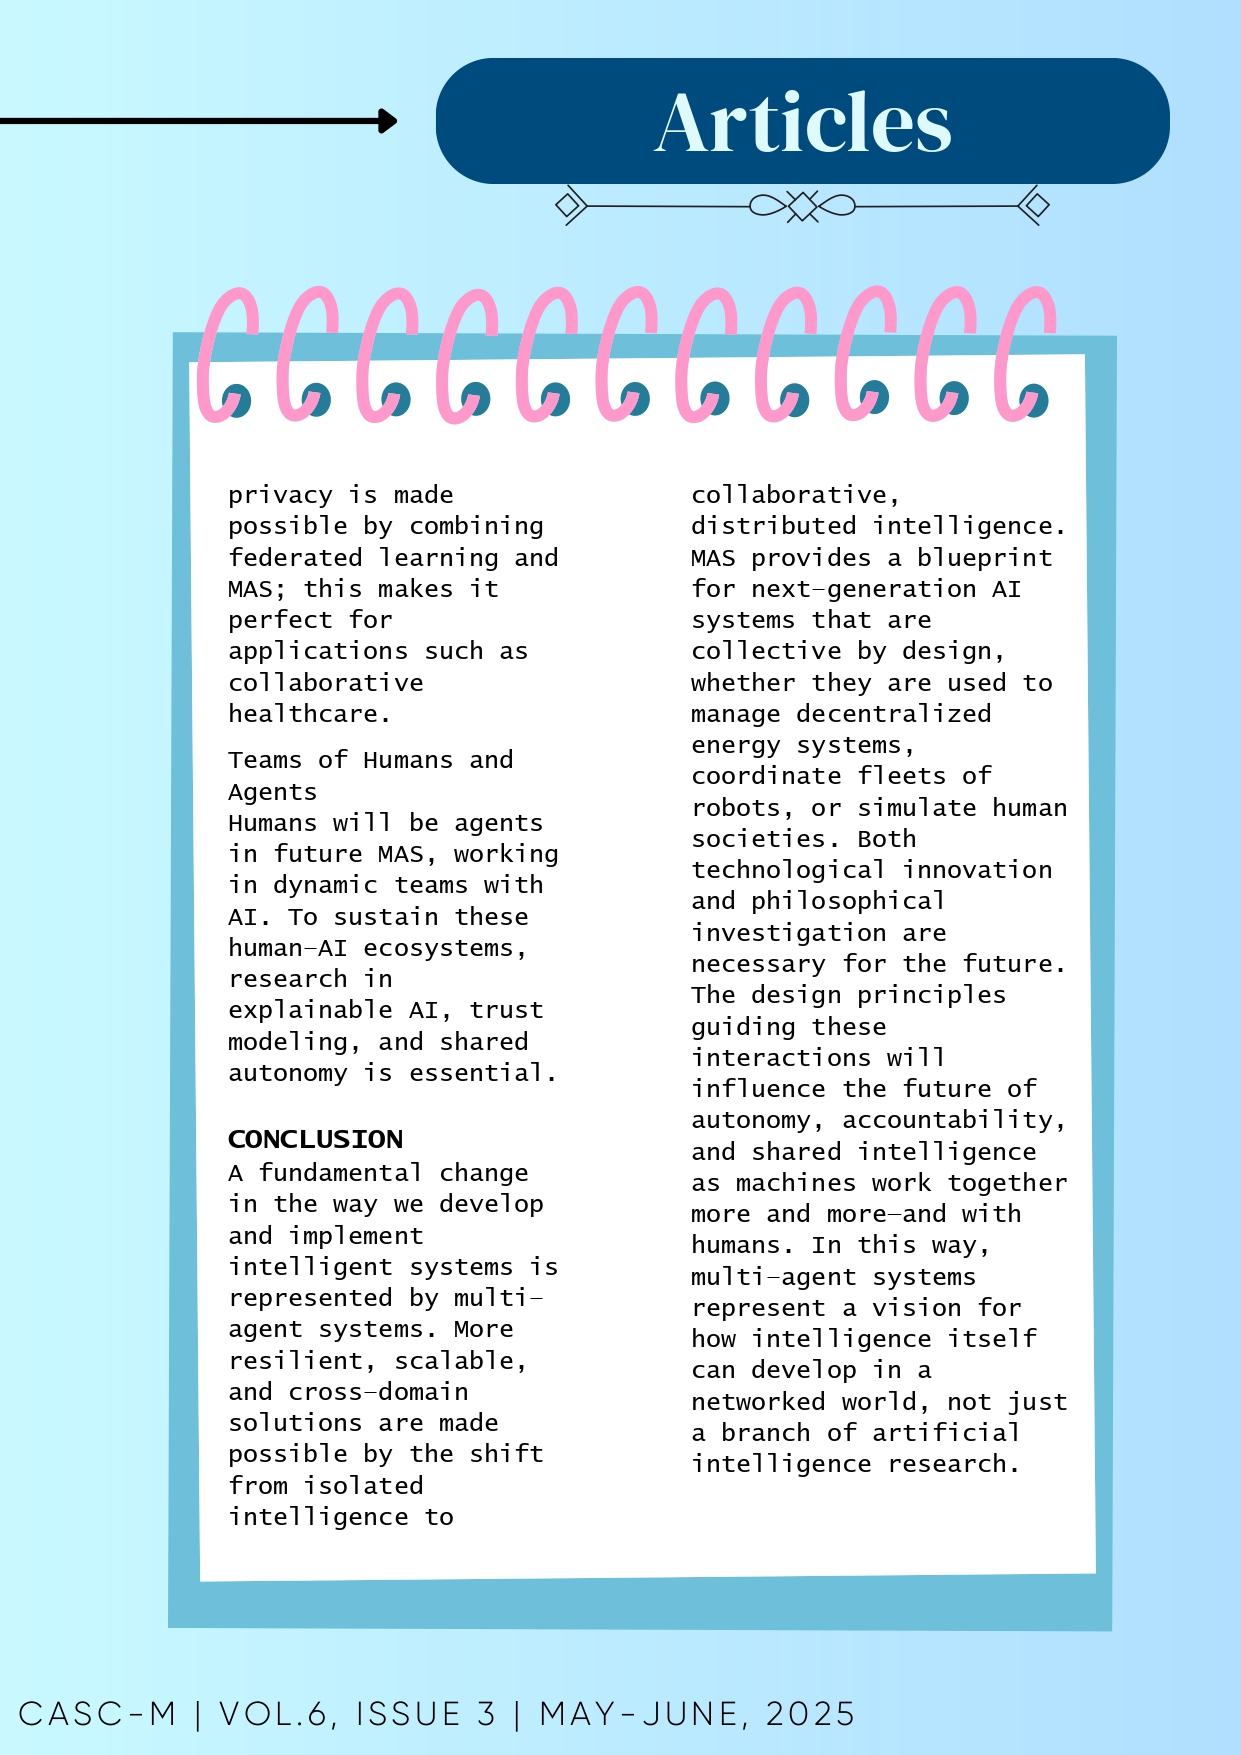 Articles
privacy is made
possible by combining
federated learning and
MAS; this makes it
perfect for
applications such as
collaborative
healthcare.
Teams of Humans and
Agents
Humans will be agents
in future MAS, working
in dynamic teams with
AI. To sustain these
human-AI ecosystems,
research in
explainable AI, trust
modeling, and shared
autonomy is essential.
CONCLUSION
A fundamental change
in the way we develop
and implement
intelligent systems is
represented by multi-
agent systems. More
resilient, scalable,
and cross-domain
solutions are made
possible by the shift
from isolated
intelligence to
collaborative,
distributed intelligence.
MAS provides a blueprint
for next-generation AI
systems that are
collective by design,
whether they are used to
manage decentralized
energy systems,
coordinate fleets of
robots, or simulate human
societies. Both
technological innovation
and philosophical
investigation are
necessary for the future.
The design principles
guiding these
interactions will
influence the future of
autonomy, accountability,
and shared intelligence
as machines work together
more and more—and with
humans. In this way,
multi-agent systems
represent a vision for
how intelligence itself
can develop in a
networked world, not just
a branch of artificial
intelligence research.
CASC-M | VOL.6, ISSUE 3 | MAY-JUNE, 2025